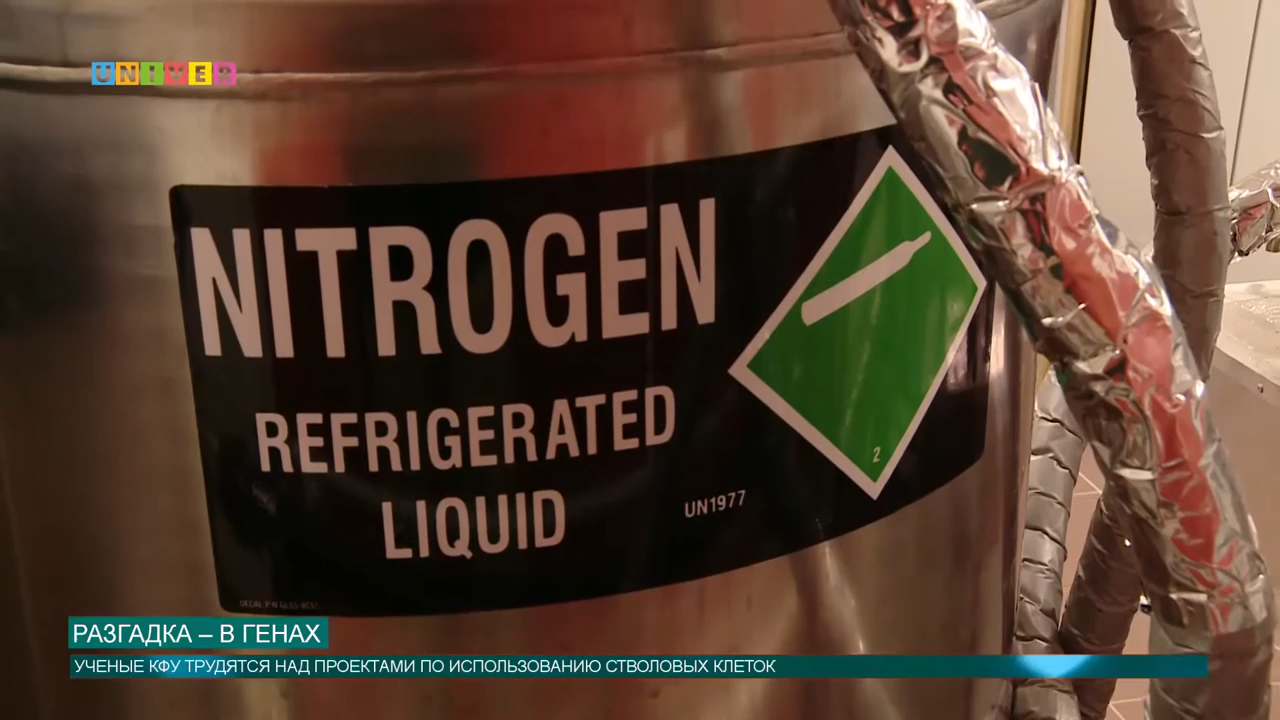 UNIVER
NITROGEN
REFRIGERATED
LIQUID
UN1977
2
РАЗГАДКА – В ГЕНАХ
УЧЕНЫЕ КФУ ТРУДЯТСЯ НАД ПРОЕКТАМИ ПО ИСПОЛЬЗОВАНИЮ СТВОЛОВЫХ КЛЕТОК